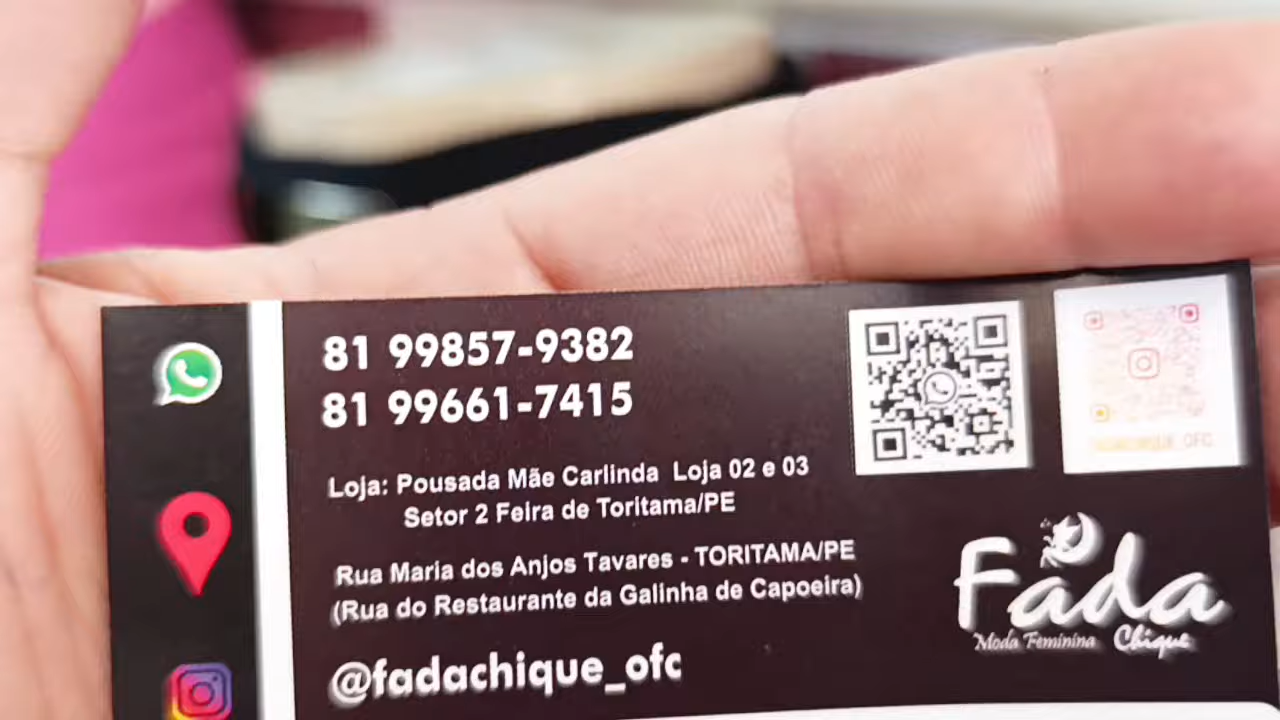 81 99857-9382
81 99661-7415
Loja: Pousada Mãe Carlinda Loja 02 e 03
Setor 2 Feira de Toritama/PE
Rua Maria dos Anjos Tavares - TORITAMA/PE
(Rua do Restaurante da Galinha de Capoeira)
@fadachique_ofc
Fada
Moda Feminina Chique